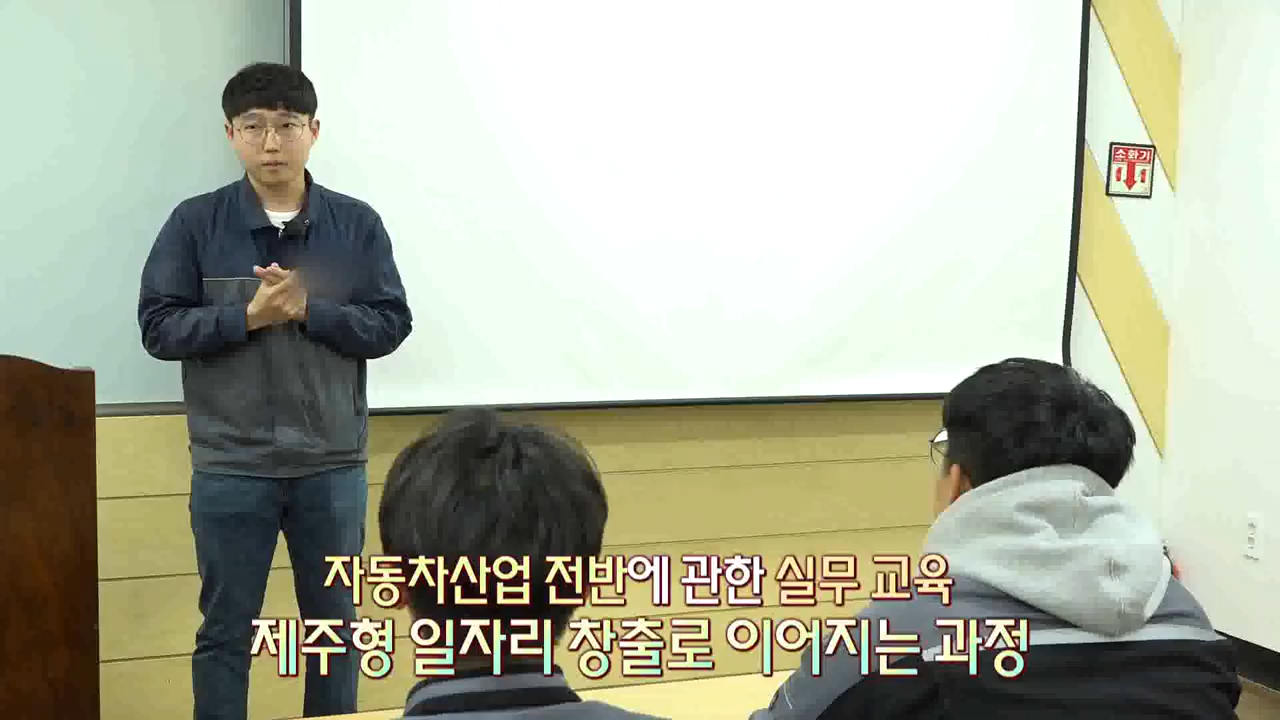 소화기
자동차산업 전반에 관한 실무 교육
제주형 일자리 창출로 이어지는 과정